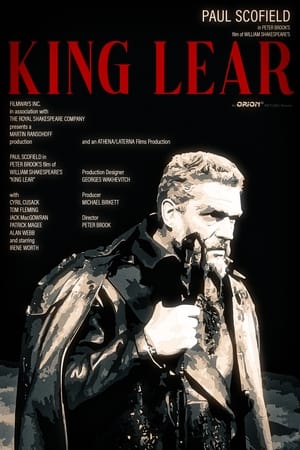 PAUL SCOFIELD
in PETER BROOK'S
film of WILLIAM SHAKESPEARE'S
KING LEAR
An ORION
FILMWAYS INC.
in association with
THE ROYAL SHAKESPEARE COMPANY
presents a
MARTIN RANSOHOFF
production
and an ATHENA/LATERNA Films Production
PAUL SCOFIELD in
PETER BROOK'S film of
WILLIAM SHAKESPEARE'S
"KING LEAR"
Production Designer
GEORGES WAKHEVITCH
with
CYRIL CUSACK
TOM FLEMING
JACK MacGOWRAN
PATRICK MAGEE
ALAN WEBB
and starring
IRENE WORTH
Producer
MICHAEL BIRKETT
Director
PETER BROOK